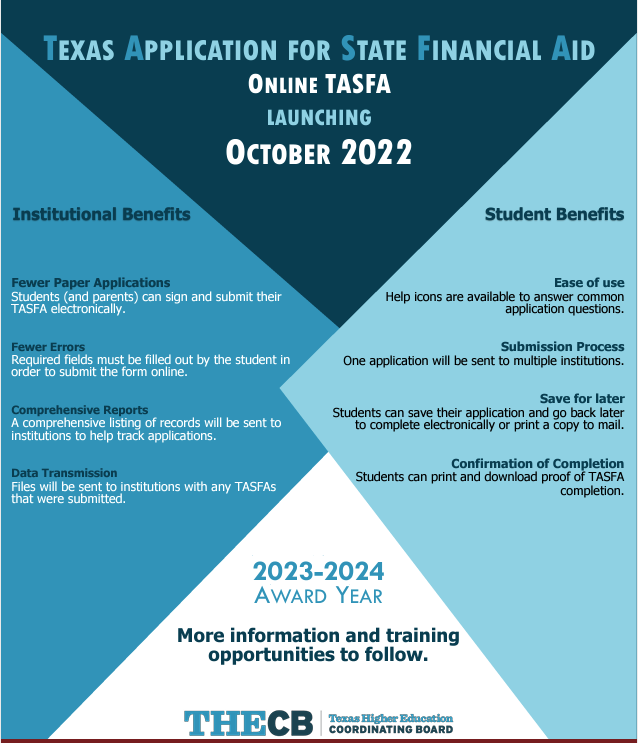 Texas Application for State Financial Aid
Online TASFA
launching
October 2022
Institutional Benefits
Fewer Paper Applications
Students (and parents) can sign and submit their
TASFA electronically.
Fewer Errors
Required fields must be filled out by the student in
order to submit the form online.
Comprehensive Reports
A comprehensive listing of records will be sent to
institutions to help track applications.
Data Transmission
Files will be sent to institutions with any TASFAs
that were submitted.
Student Benefits
Ease of use
Help icons are available to answer common
application questions.
Submission Process
One application will be sent to multiple institutions.
Save for later
Students can save their application and go back later
to complete electronically or print a copy to mail.
Confirmation of Completion
Students can print and download proof of TASFA
completion.
2023-2024
Award Year
More information and training
opportunities to follow.
THECB
Texas Higher Education
COORDINATING BOARD